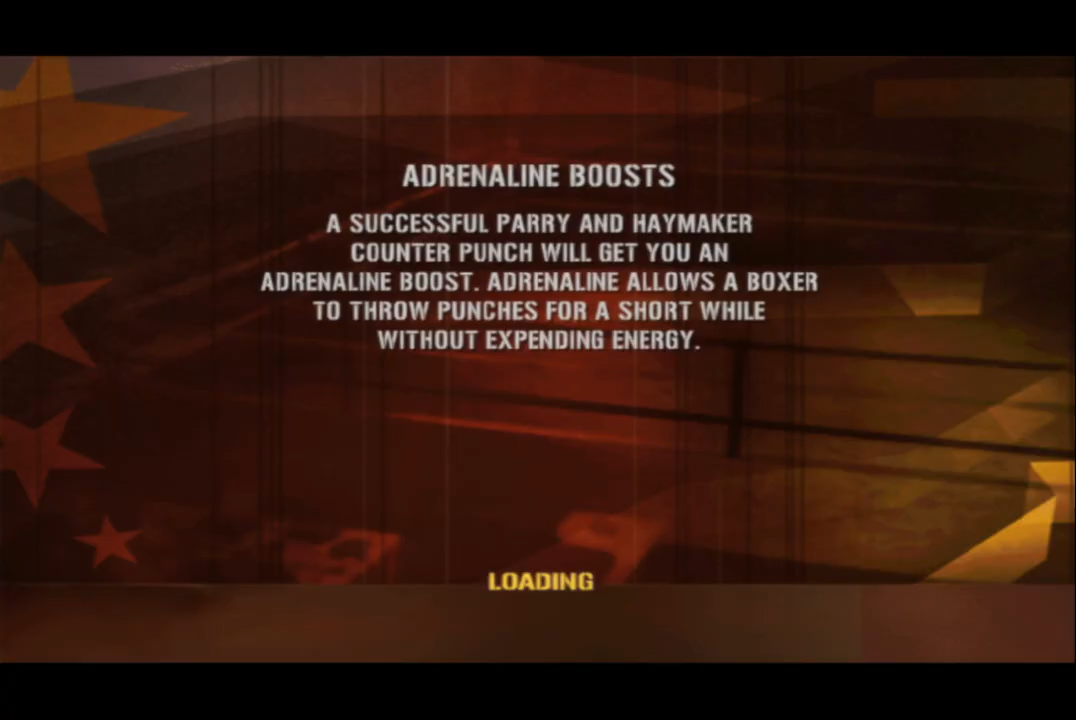 ADRENALINE BOOSTS
A SUCCESSFUL PARRY AND HAYMAKER
COUNTER PUNCH WILL GET YOU AN
ADRENALINE BOOST. ADRENALINE ALLOWS A BOXER
TO THROW PUNCHES FOR A SHORT WHILE
WITHOUT EXPENDING ENERGY.
LOADING